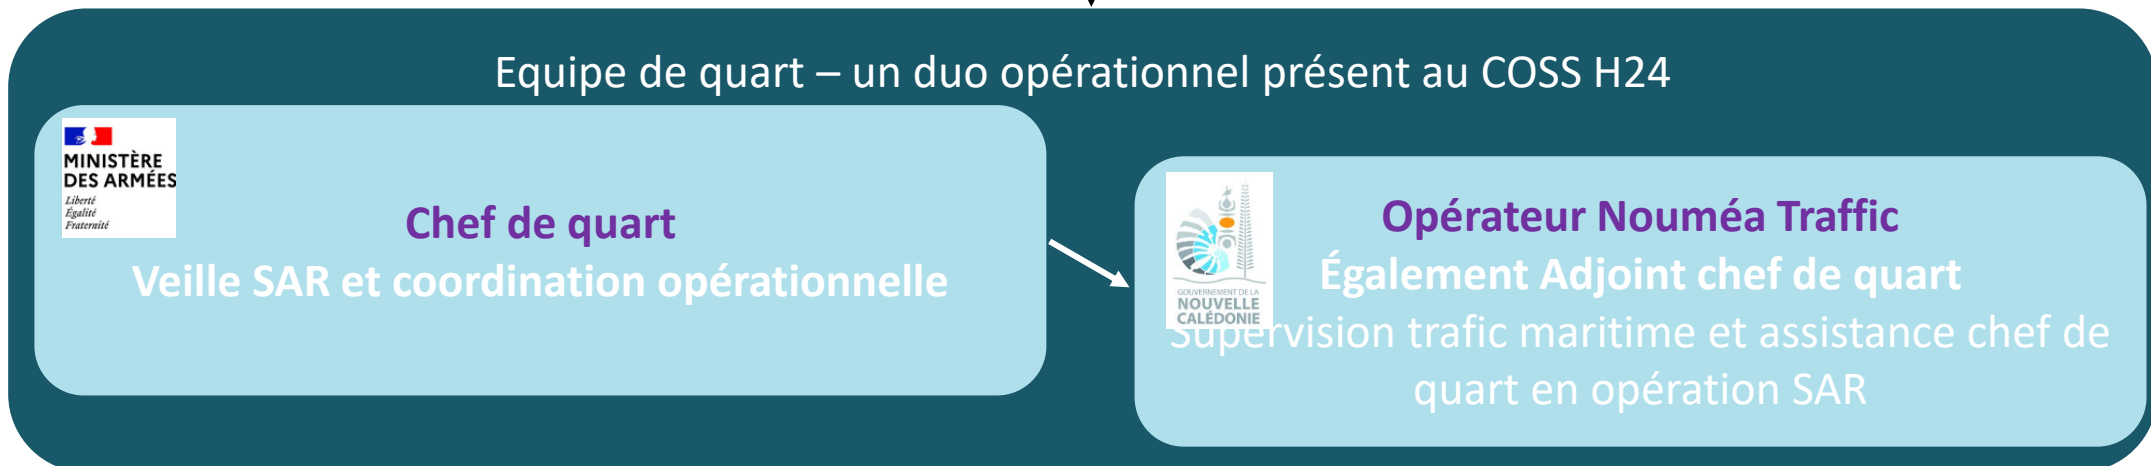 Equipe de quart – un duo opérationnel présent au COSS H24
MINISTÈRE
DES ARMÉES
Liberté
Égalité
Fraternité
Chef de quart
Veille SAR et coordination opérationnelle
GOUVERNEMENT DE LA
NOUVELLE
CALÉDONIE
Opérateur Nouméa Traffic
Également Adjoint chef de quart
Supervision trafic maritime et assistance chef de
quart en opération SAR